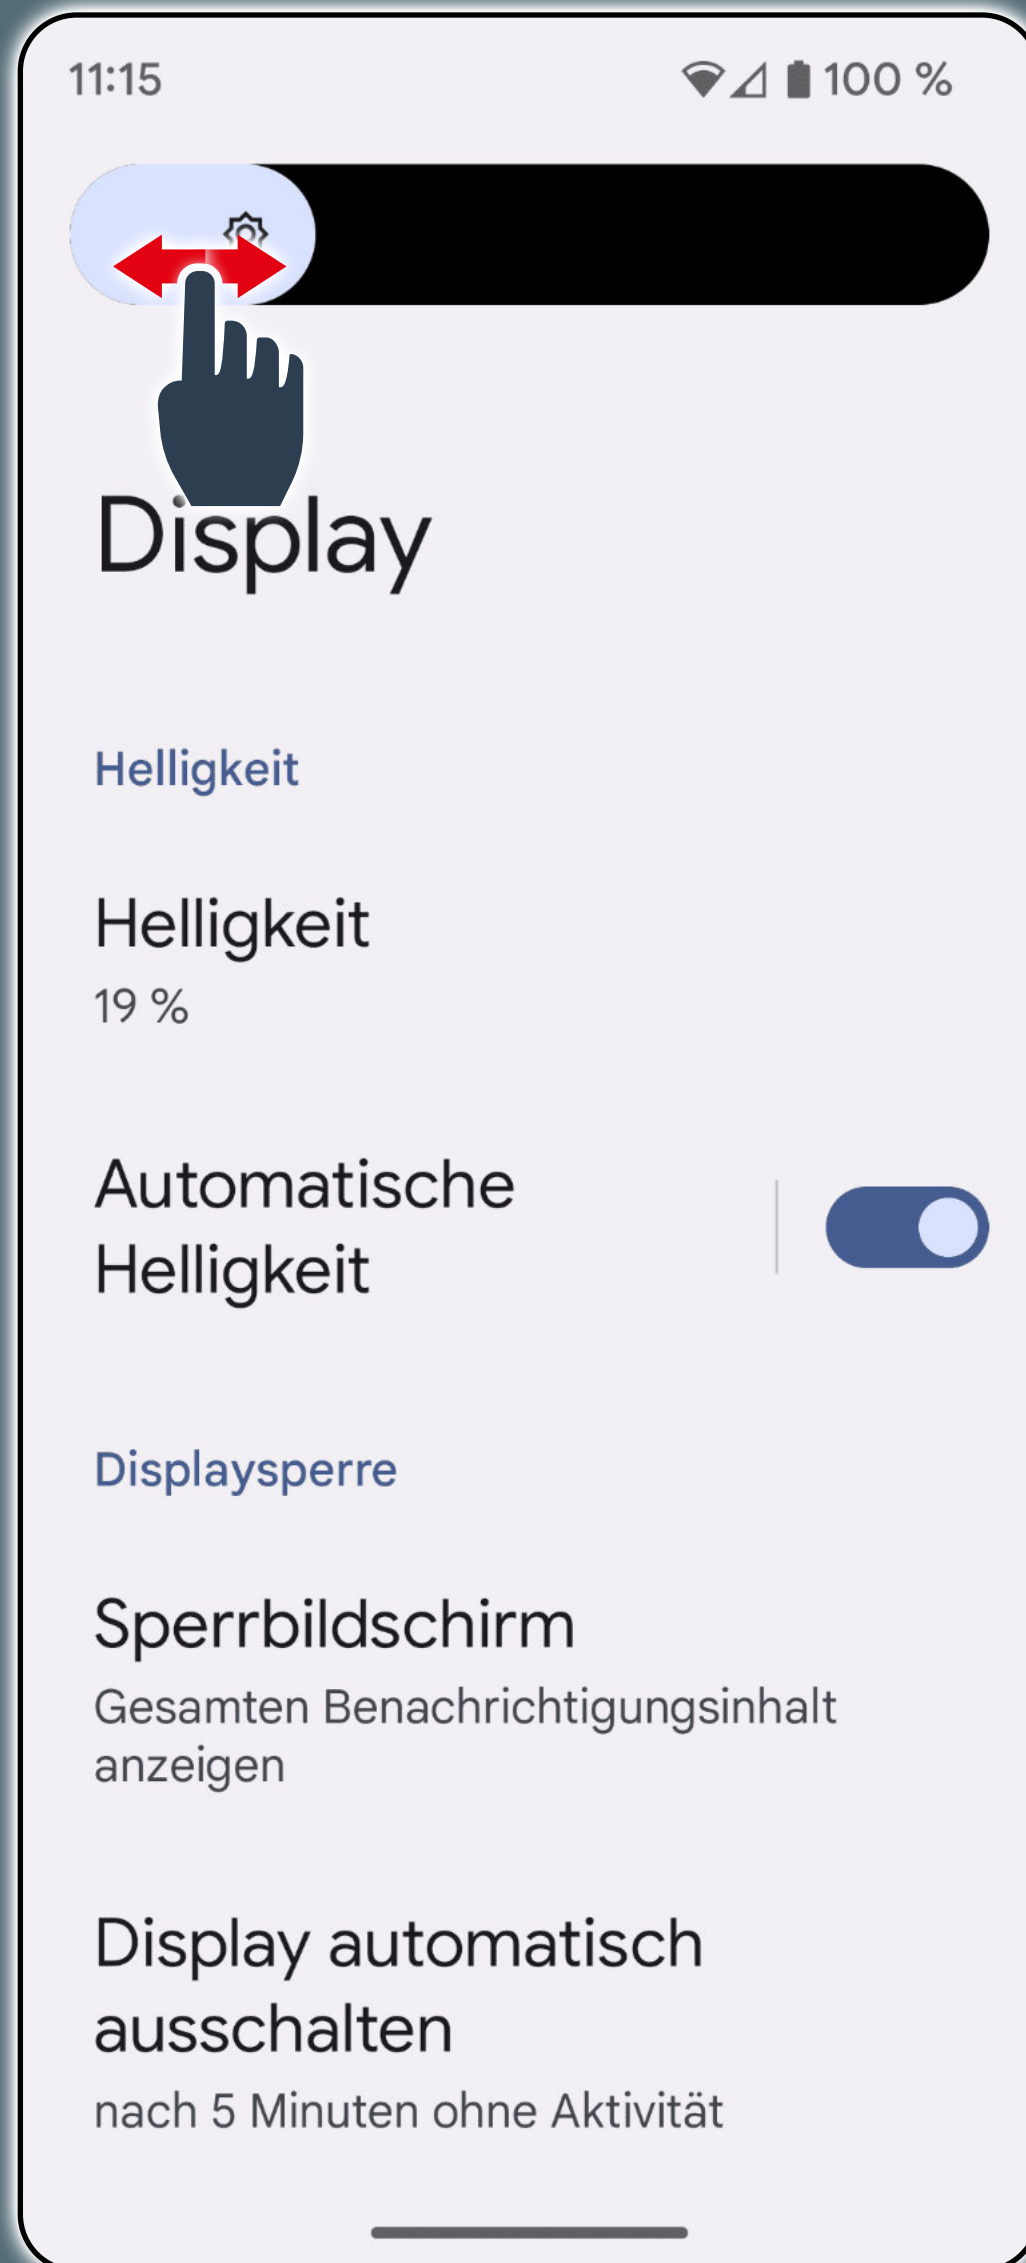 11:15 100 %
Display
Helligkeit
Helligkeit
19 %
Automatische
Helligkeit
Displaysperre
Sperrbildschirm
Gesamten Benachrichtigungsinhalt
anzeigen
Display automatisch
ausschalten
nach 5 Minuten ohne Aktivität